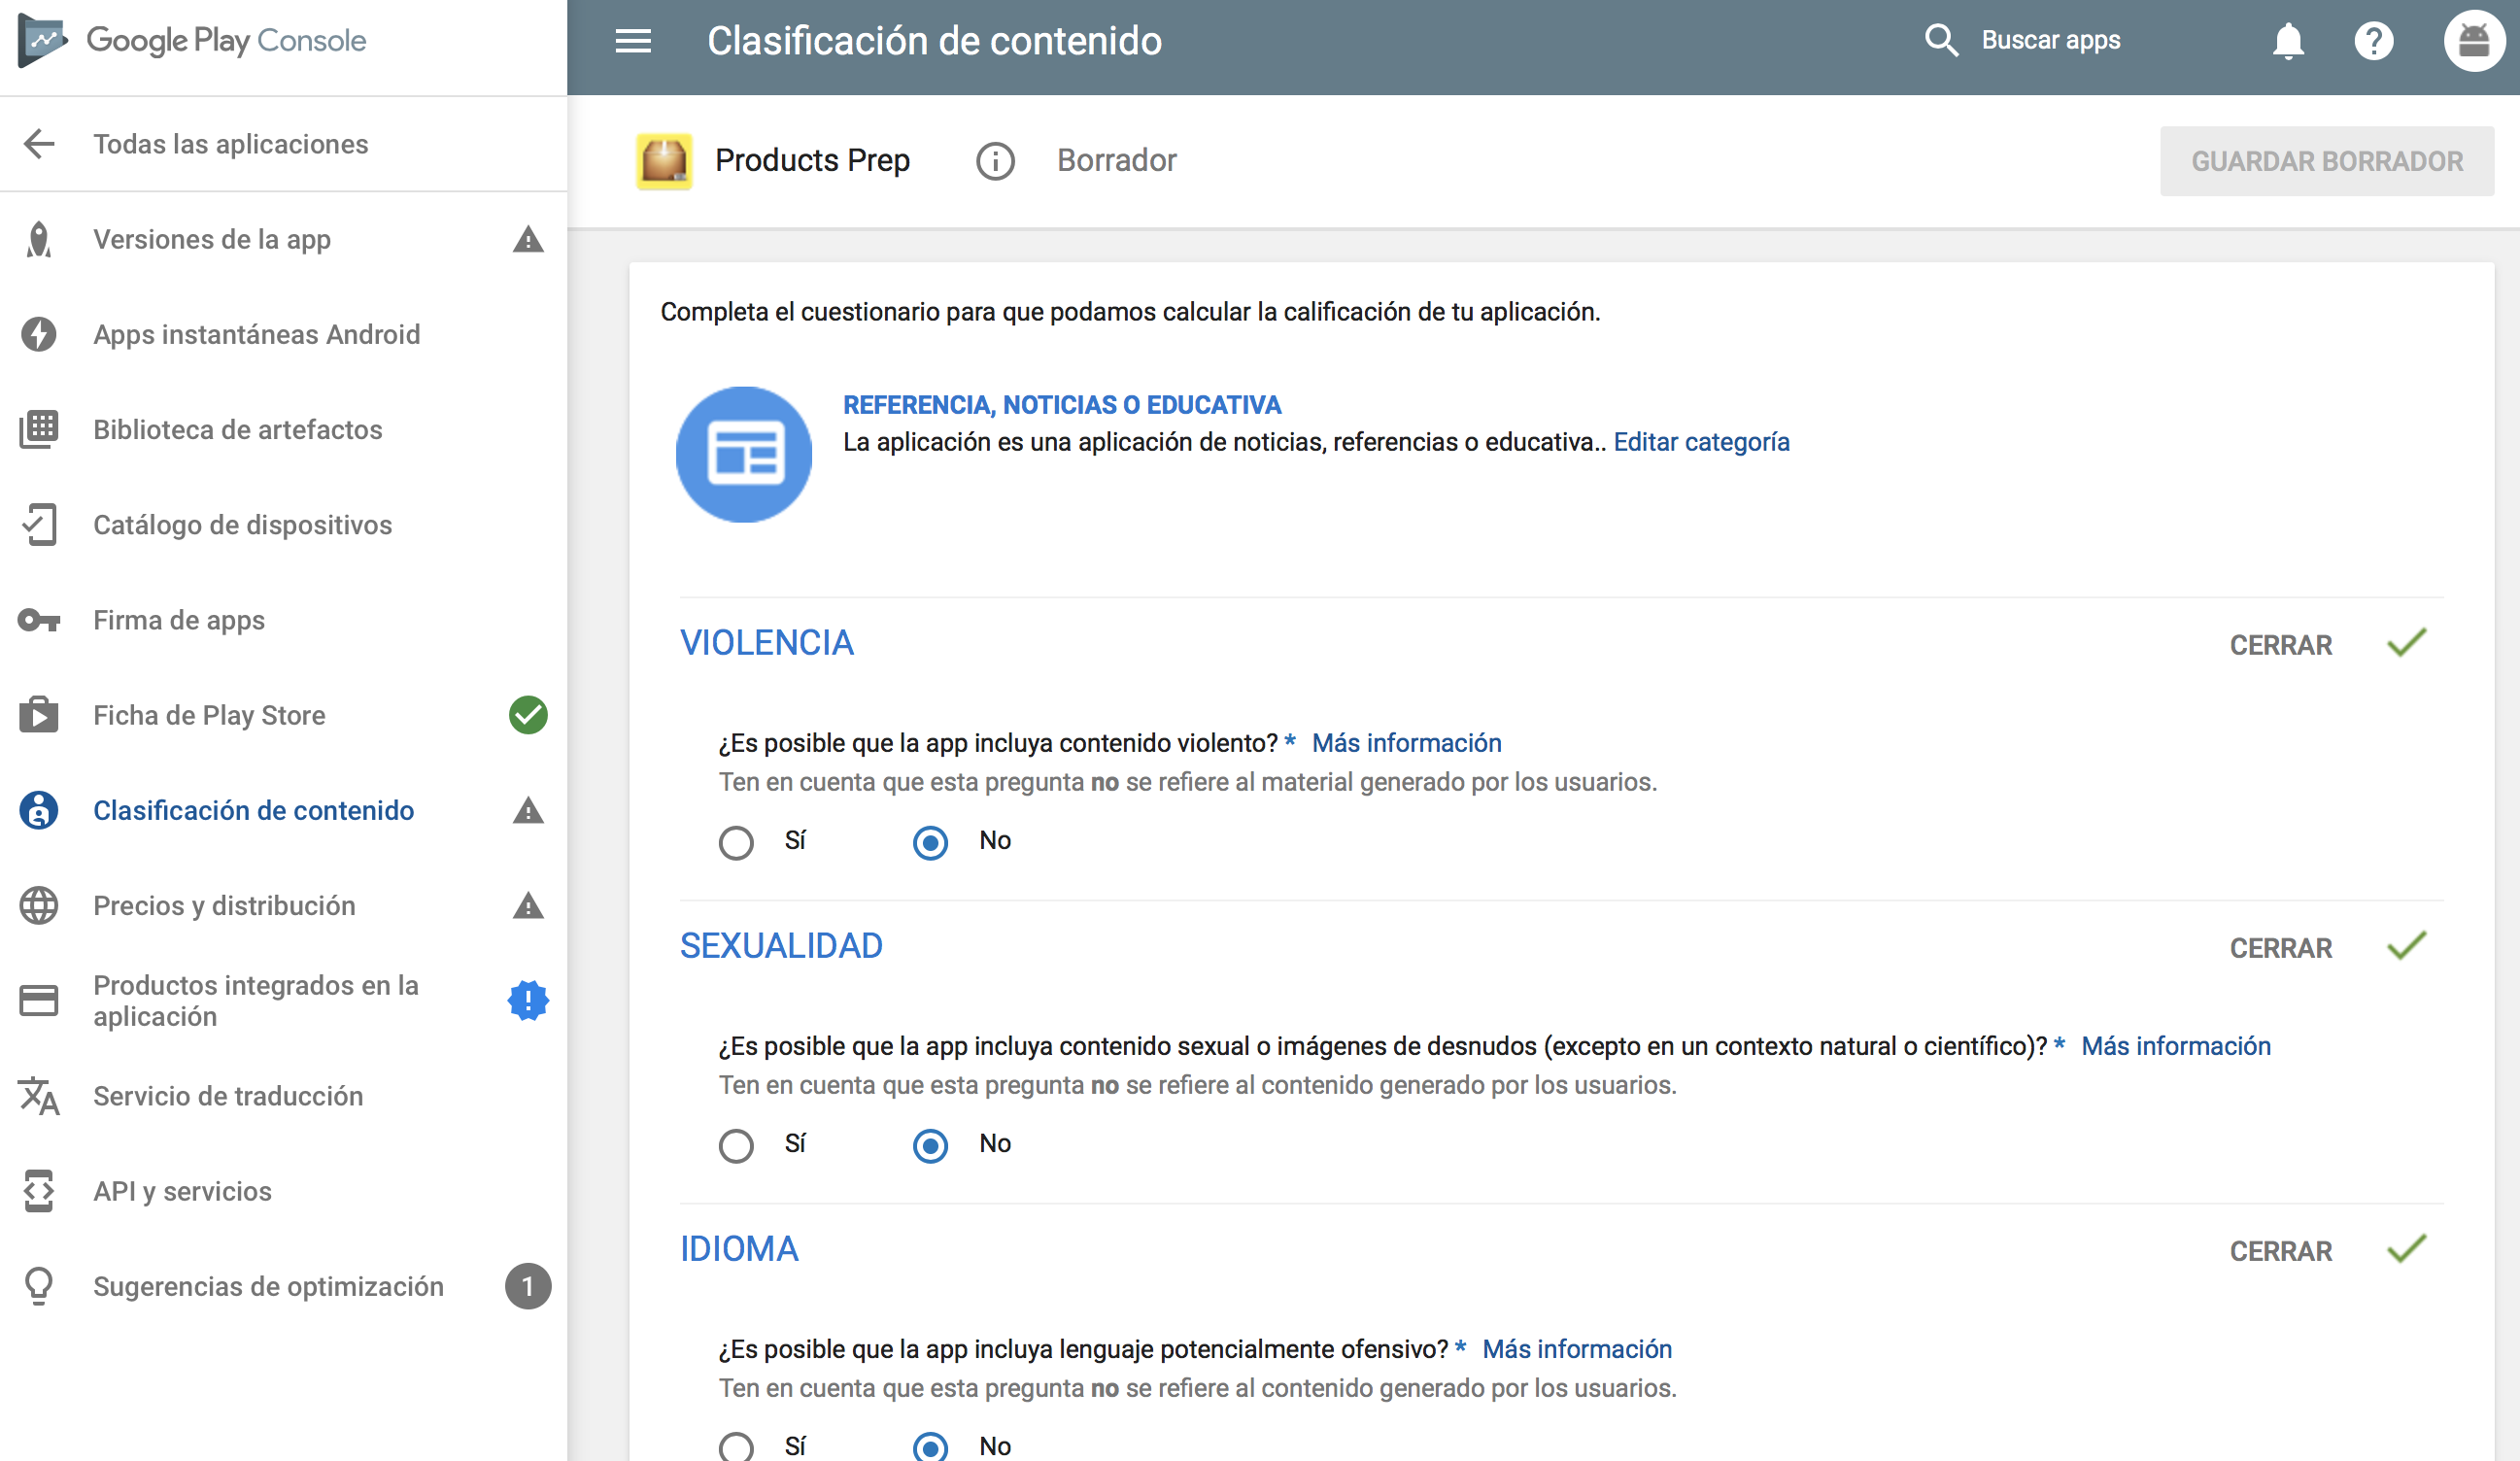 Google Play Console
Clasificación de contenido
Buscar apps
Todas las aplicaciones
Products Prep
Borrador
GUARDAR BORRADOR
Versiones de la app
Apps instantáneas Android
Biblioteca de artefactos
Catálogo de dispositivos
Firma de apps
Ficha de Play Store
Clasificación de contenido
Precios y distribución
Productos integrados en la
aplicación
Servicio de traducción
API y servicios
Sugerencias de optimización 1
Completa el cuestionario para que podamos calcular la calificación de tu aplicación.
REFERENCIA, NOTICIAS O EDUCATIVA
La aplicación es una aplicación de noticias, referencias o educativa.. Editar categoría
VIOLENCIA
CERRAR
¿Es posible que la app incluya contenido violento? * Más información
Ten en cuenta que esta pregunta no se refiere al material generado por los usuarios.
Sí No
SEXUALIDAD
CERRAR
¿Es posible que la app incluya contenido sexual o imágenes de desnudos (excepto en un contexto natural o científico)? * Más información
Ten en cuenta que esta pregunta no se refiere al contenido generado por los usuarios.
Sí No
IDIOMA
CERRAR
¿Es posible que la app incluya lenguaje potencialmente ofensivo? * Más información
Ten en cuenta que esta pregunta no se refiere al contenido generado por los usuarios.
Sí No